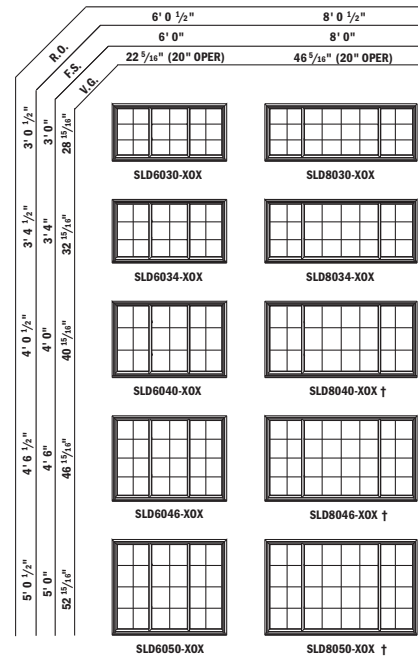 6' 0 1/2" 8' 0 1/2"
R.O.
6' 0" 8' 0"
F.S.
22 5/16" (20" OPER) 46 5/16" (20" OPER)
V.G.
3' 0 1/2" 3' 0" 28 15/16"
SLD6030-XOX SLD8030-XOX
3' 4 1/2" 3' 4" 32 15/16"
SLD6034-XOX SLD8034-XOX
4' 0 1/2" 4' 0" 40 15/16"
SLD6040-XOX SLD8040-XOX †
4' 6 1/2" 4' 6" 46 15/16"
SLD6046-XOX SLD8046-XOX †
5' 0 1/2" 5' 0" 52 15/16"
SLD6050-XOX SLD8050-XOX †